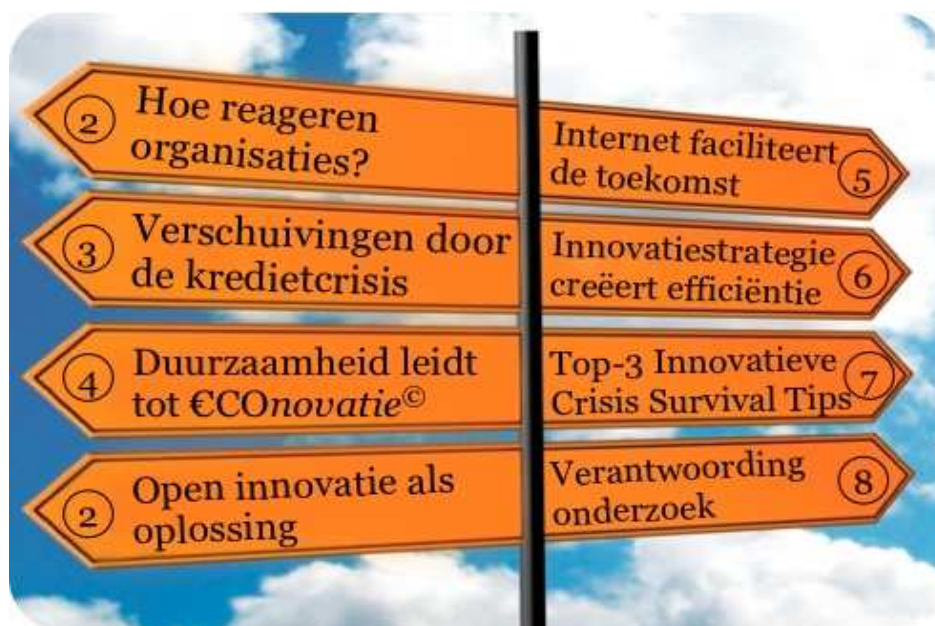 2
Hoe reageren
organisaties?
3
Verschuivingen door
de kredietcrisis
4
Duurzaamheid leidt
tot €COnovatie©
2
Open innovatie als
oplossing
Internet faciliteert
de toekomst
5
Innovatiestrategie
creëert efficiëntie
6
Top-3 Innovatieve
Crisis Survival Tips
7
Verantwoording
onderzoek
8